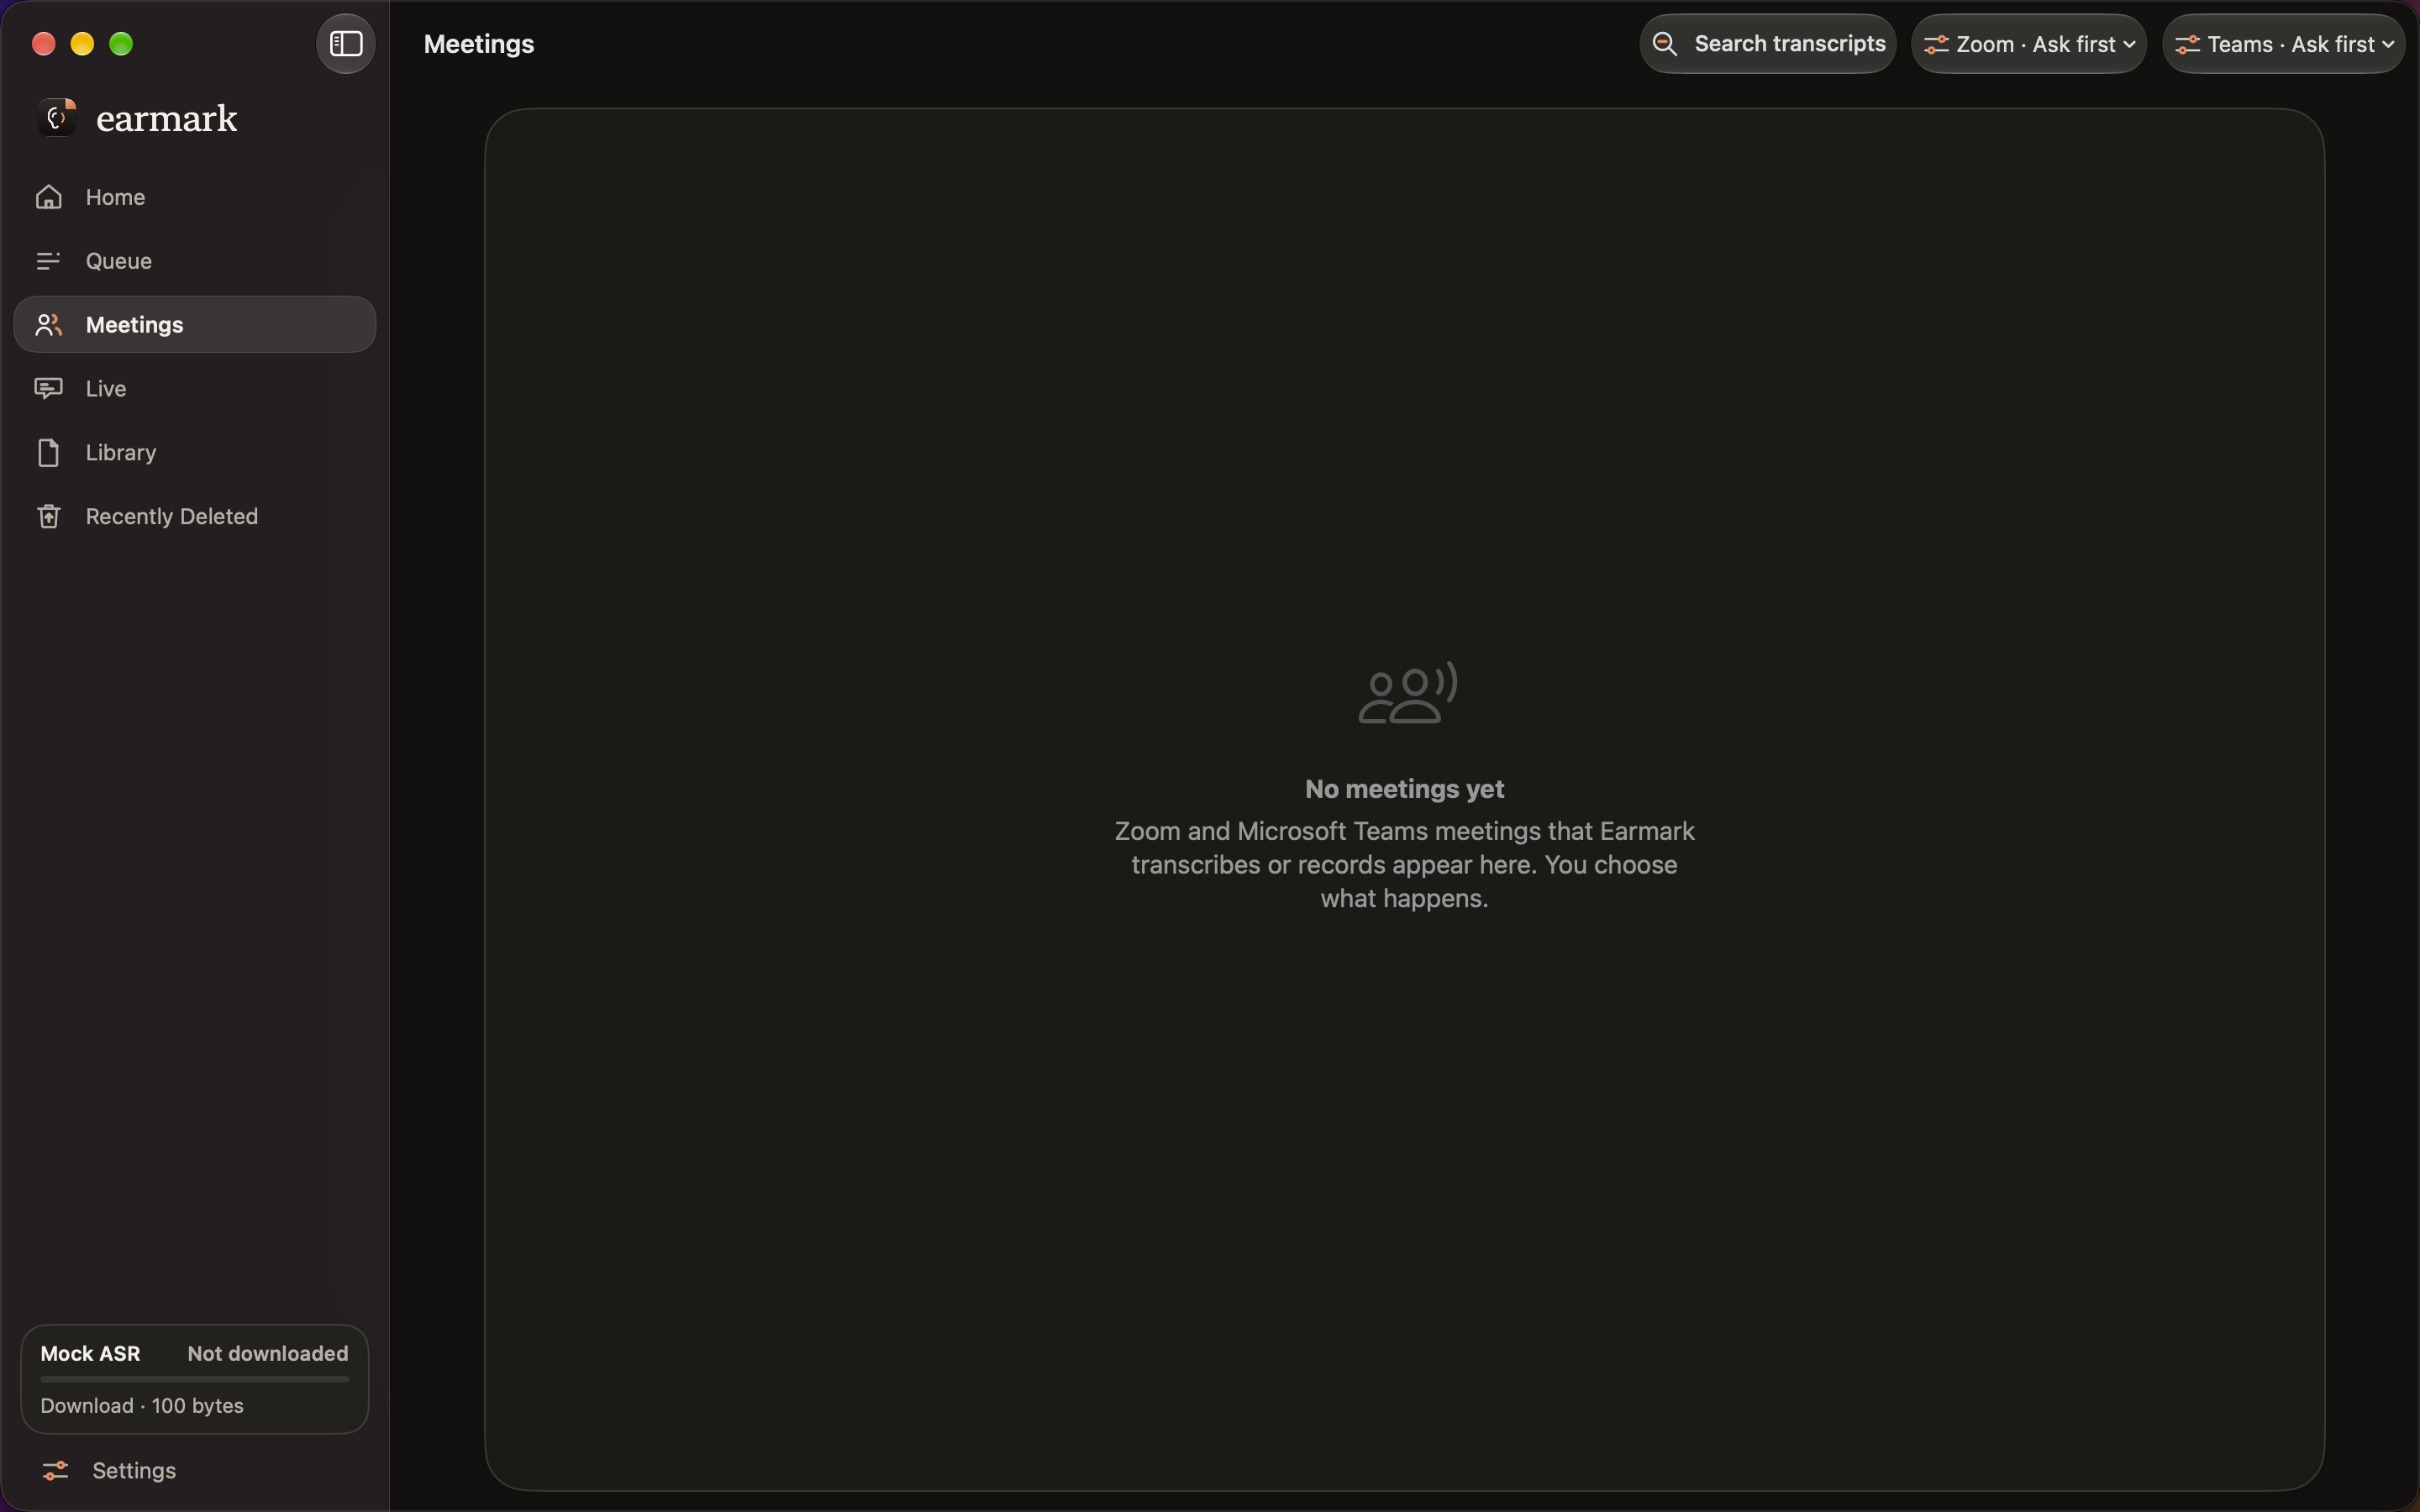 earmark
Home
Queue
Meetings
Live
Library
Recently Deleted
Mock ASR
Not downloaded
Download · 100 bytes
Settings
Meetings
Search transcripts
Zoom · Ask first
Teams · Ask first
No meetings yet
Zoom and Microsoft Teams meetings that Earmark
transcribes or records appear here. You choose
what happens.